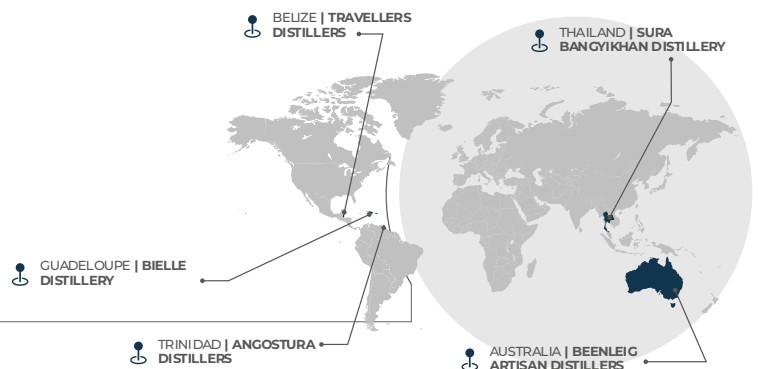 BELIZE | TRAVELLERS
DISTILLERS
THAILAND | SURA
BANGYIKHAN DISTILLERY
GUADELOUPE | BIELLE
DISTILLERY
TRINIDAD | ANGOSTURA
DISTILLERS
AUSTRALIA | BEENLEIG
ARTISAN DISTILLERS